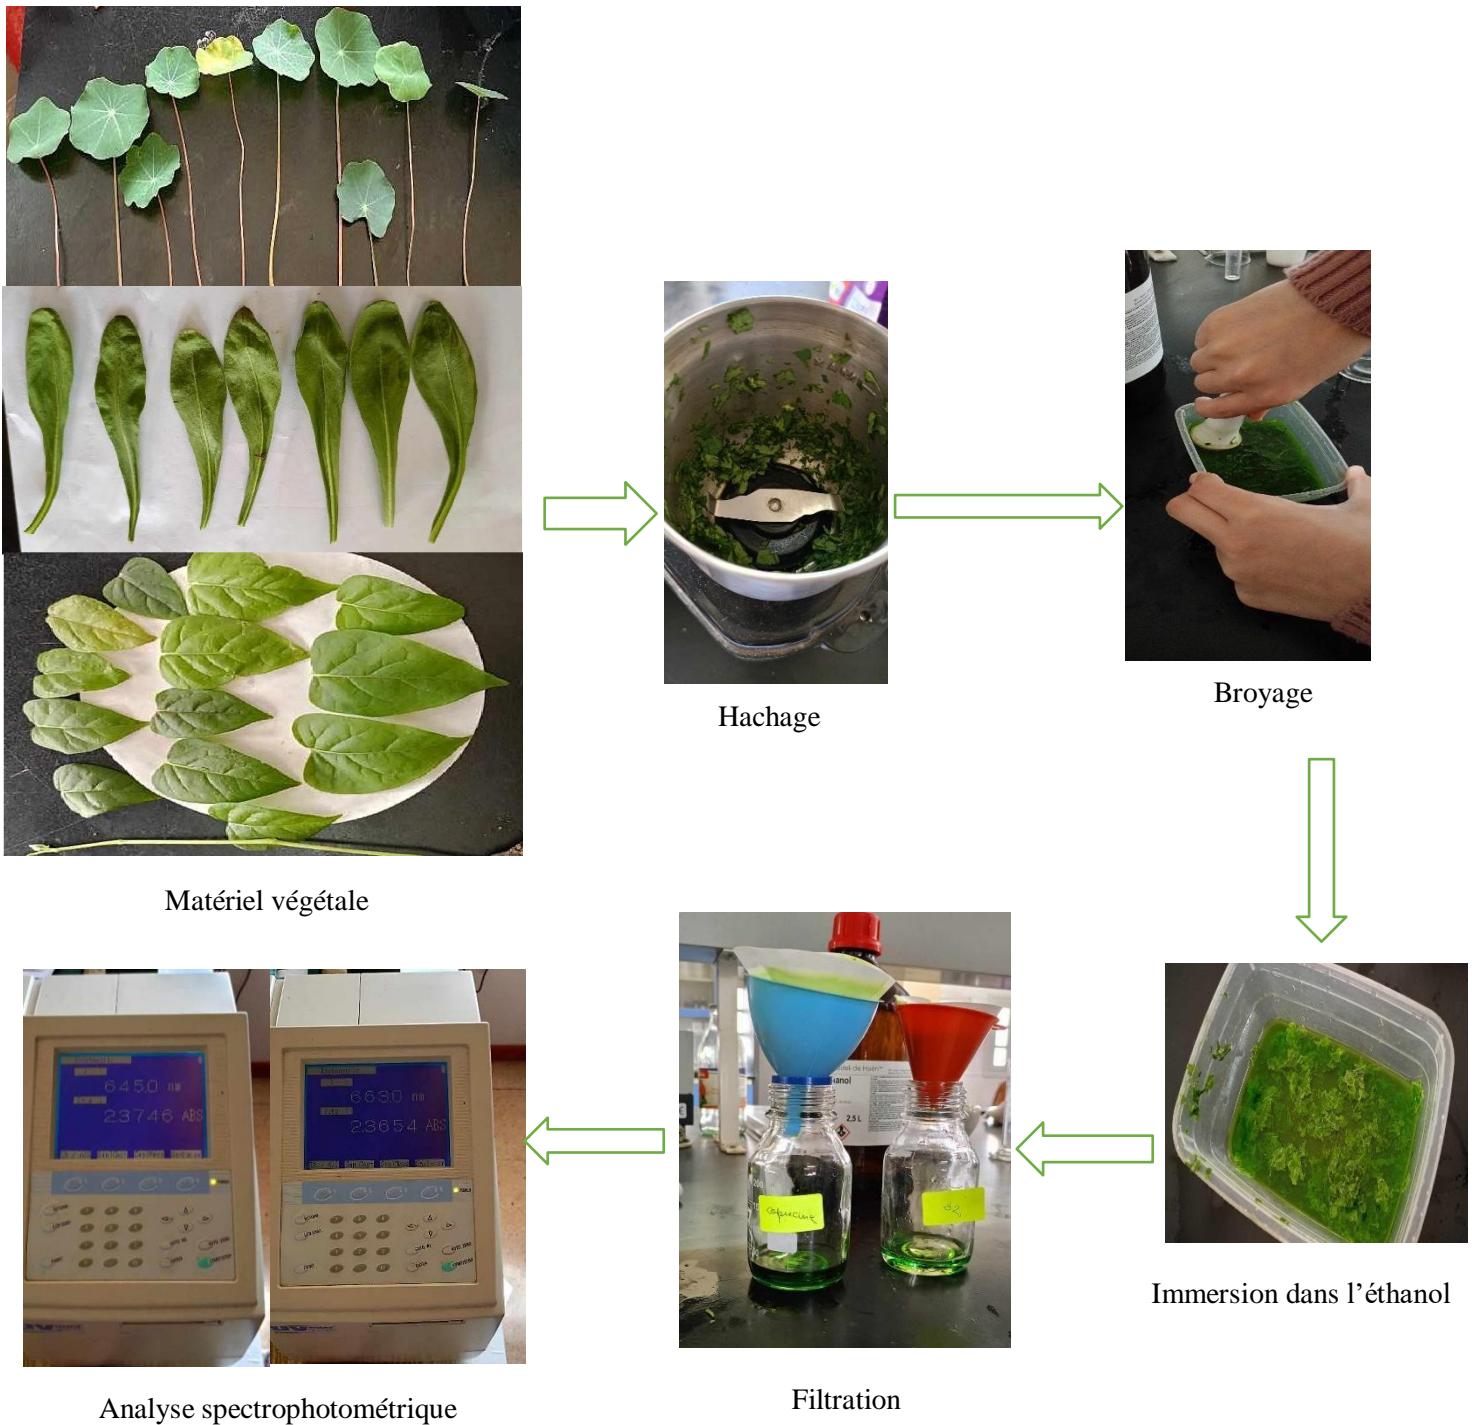 Hachage
Broyage
Matériel végétale
645.0 nm
2.3746 ABS
663.0 nm
2.3654 ABS
anol
2,5 L
capucine
Immersion dans l’éthanol
Filtration
Analyse spectrophotométrique